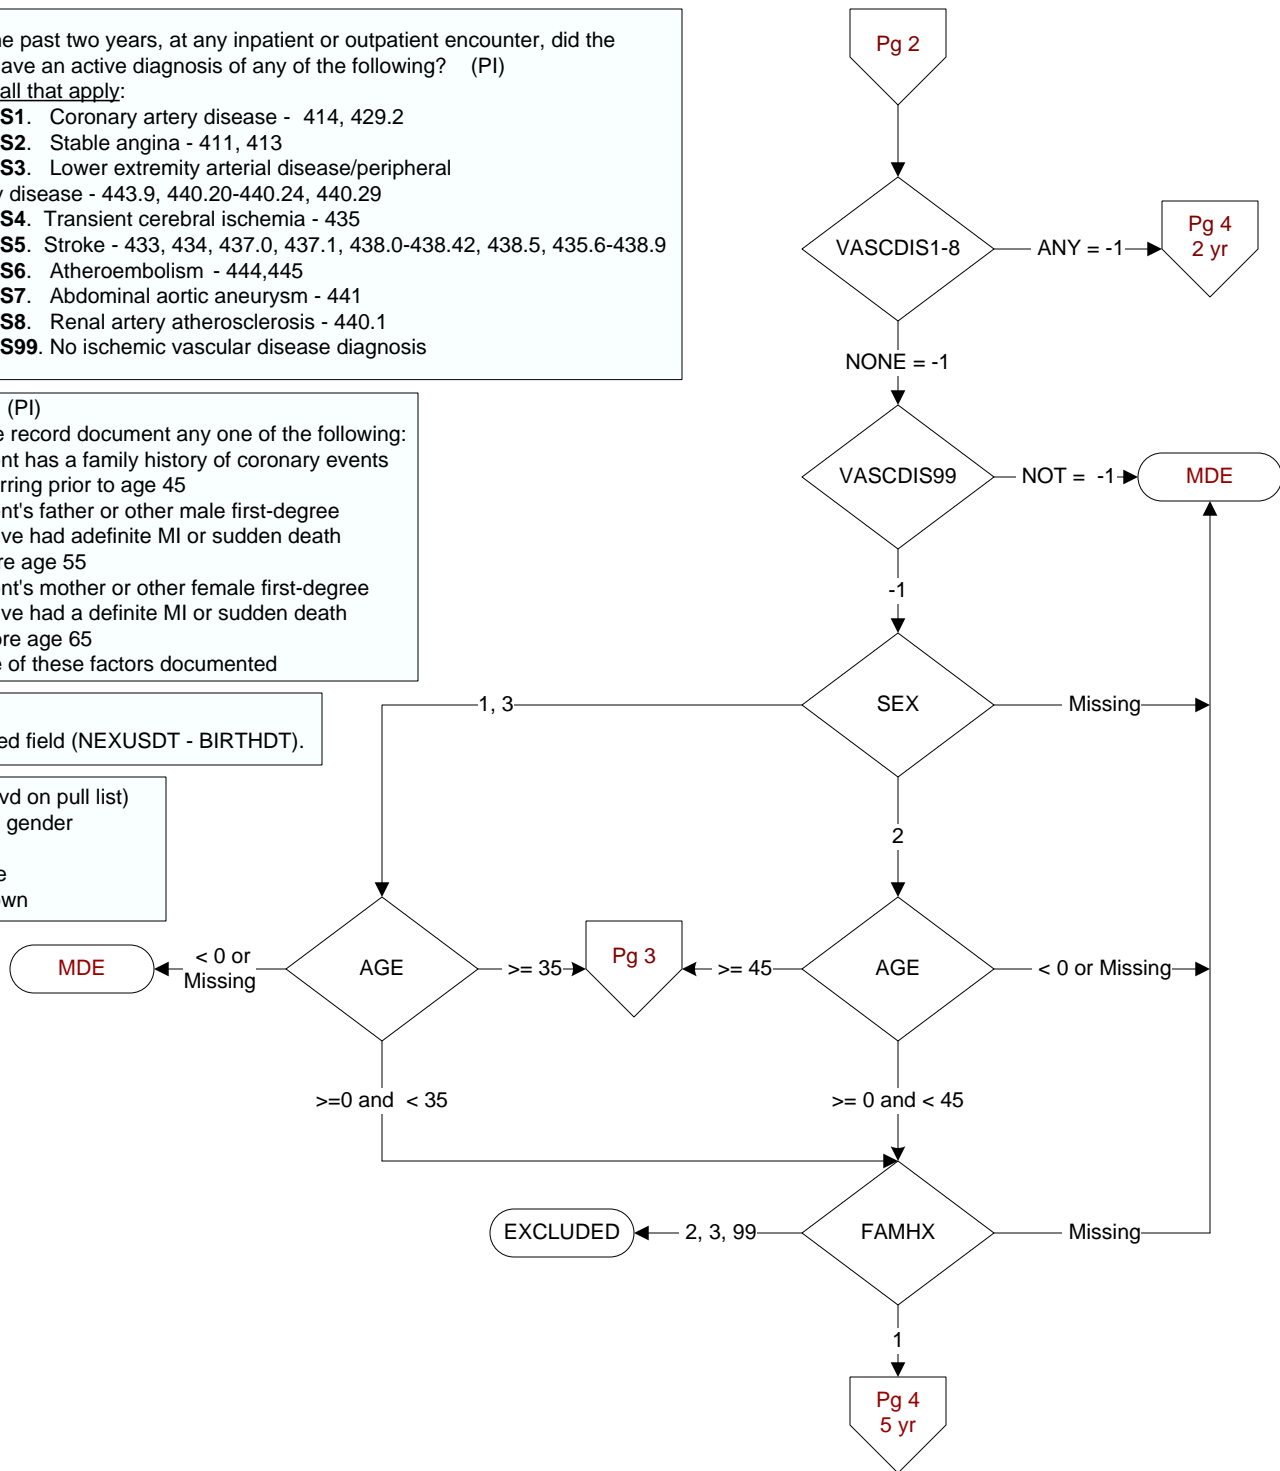 he past two years, at any inpatient or outpatient encounter, did the
ave an active diagnosis of any of the following? (PI)
all that apply:
S1. Coronary artery disease - 414, 429.2
S2. Stable angina - 411, 413
S3. Lower extremity arterial disease/peripheral
y disease - 443.9, 440.20-440.24, 440.29
S4. Transient cerebral ischemia - 435
S5. Stroke - 433, 434, 437.0, 437.1, 438.0-438.42, 438.5, 435.6-438.9
S6. Atheroembolism - 444,445
S7. Abdominal aortic aneurysm - 441
S8. Renal artery atherosclerosis - 440.1
S99. No ischemic vascular disease diagnosis
(PI)
e record document any one of the following:
ent has a family history of coronary events
rring prior to age 45
ent's father or other male first-degree
ive had adefinite MI or sudden death
re age 55
ent's mother or other female first-degree
ive had a definite MI or sudden death
ore age 65
e of these factors documented
ed field (NEXUSDT - BIRTHDT).
vd on pull list)
gender
e
own
Pg 2
VASCDIS1-8
ANY = -1
Pg 4
2 yr
NONE = -1
VASCDIS99
NOT = -1
MDE
-1
SEX
1, 3
Missing
2
MDE
< 0 or
Missing
AGE
>= 35
Pg 3
>= 45
AGE
< 0 or Missing
>=0 and < 35
>= 0 and < 45
EXCLUDED
2, 3, 99
FAMHX
Missing
1
Pg 4
5 yr